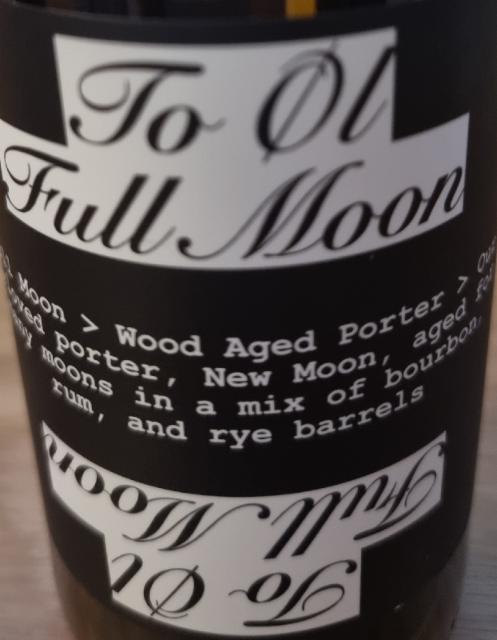 To Øl
Full Moon
Moon > Wood Aged Porter >
porter, New Moon, aged
moons in a mix of bourbon,
rum, and rye barrels
Full Moon
To Øl